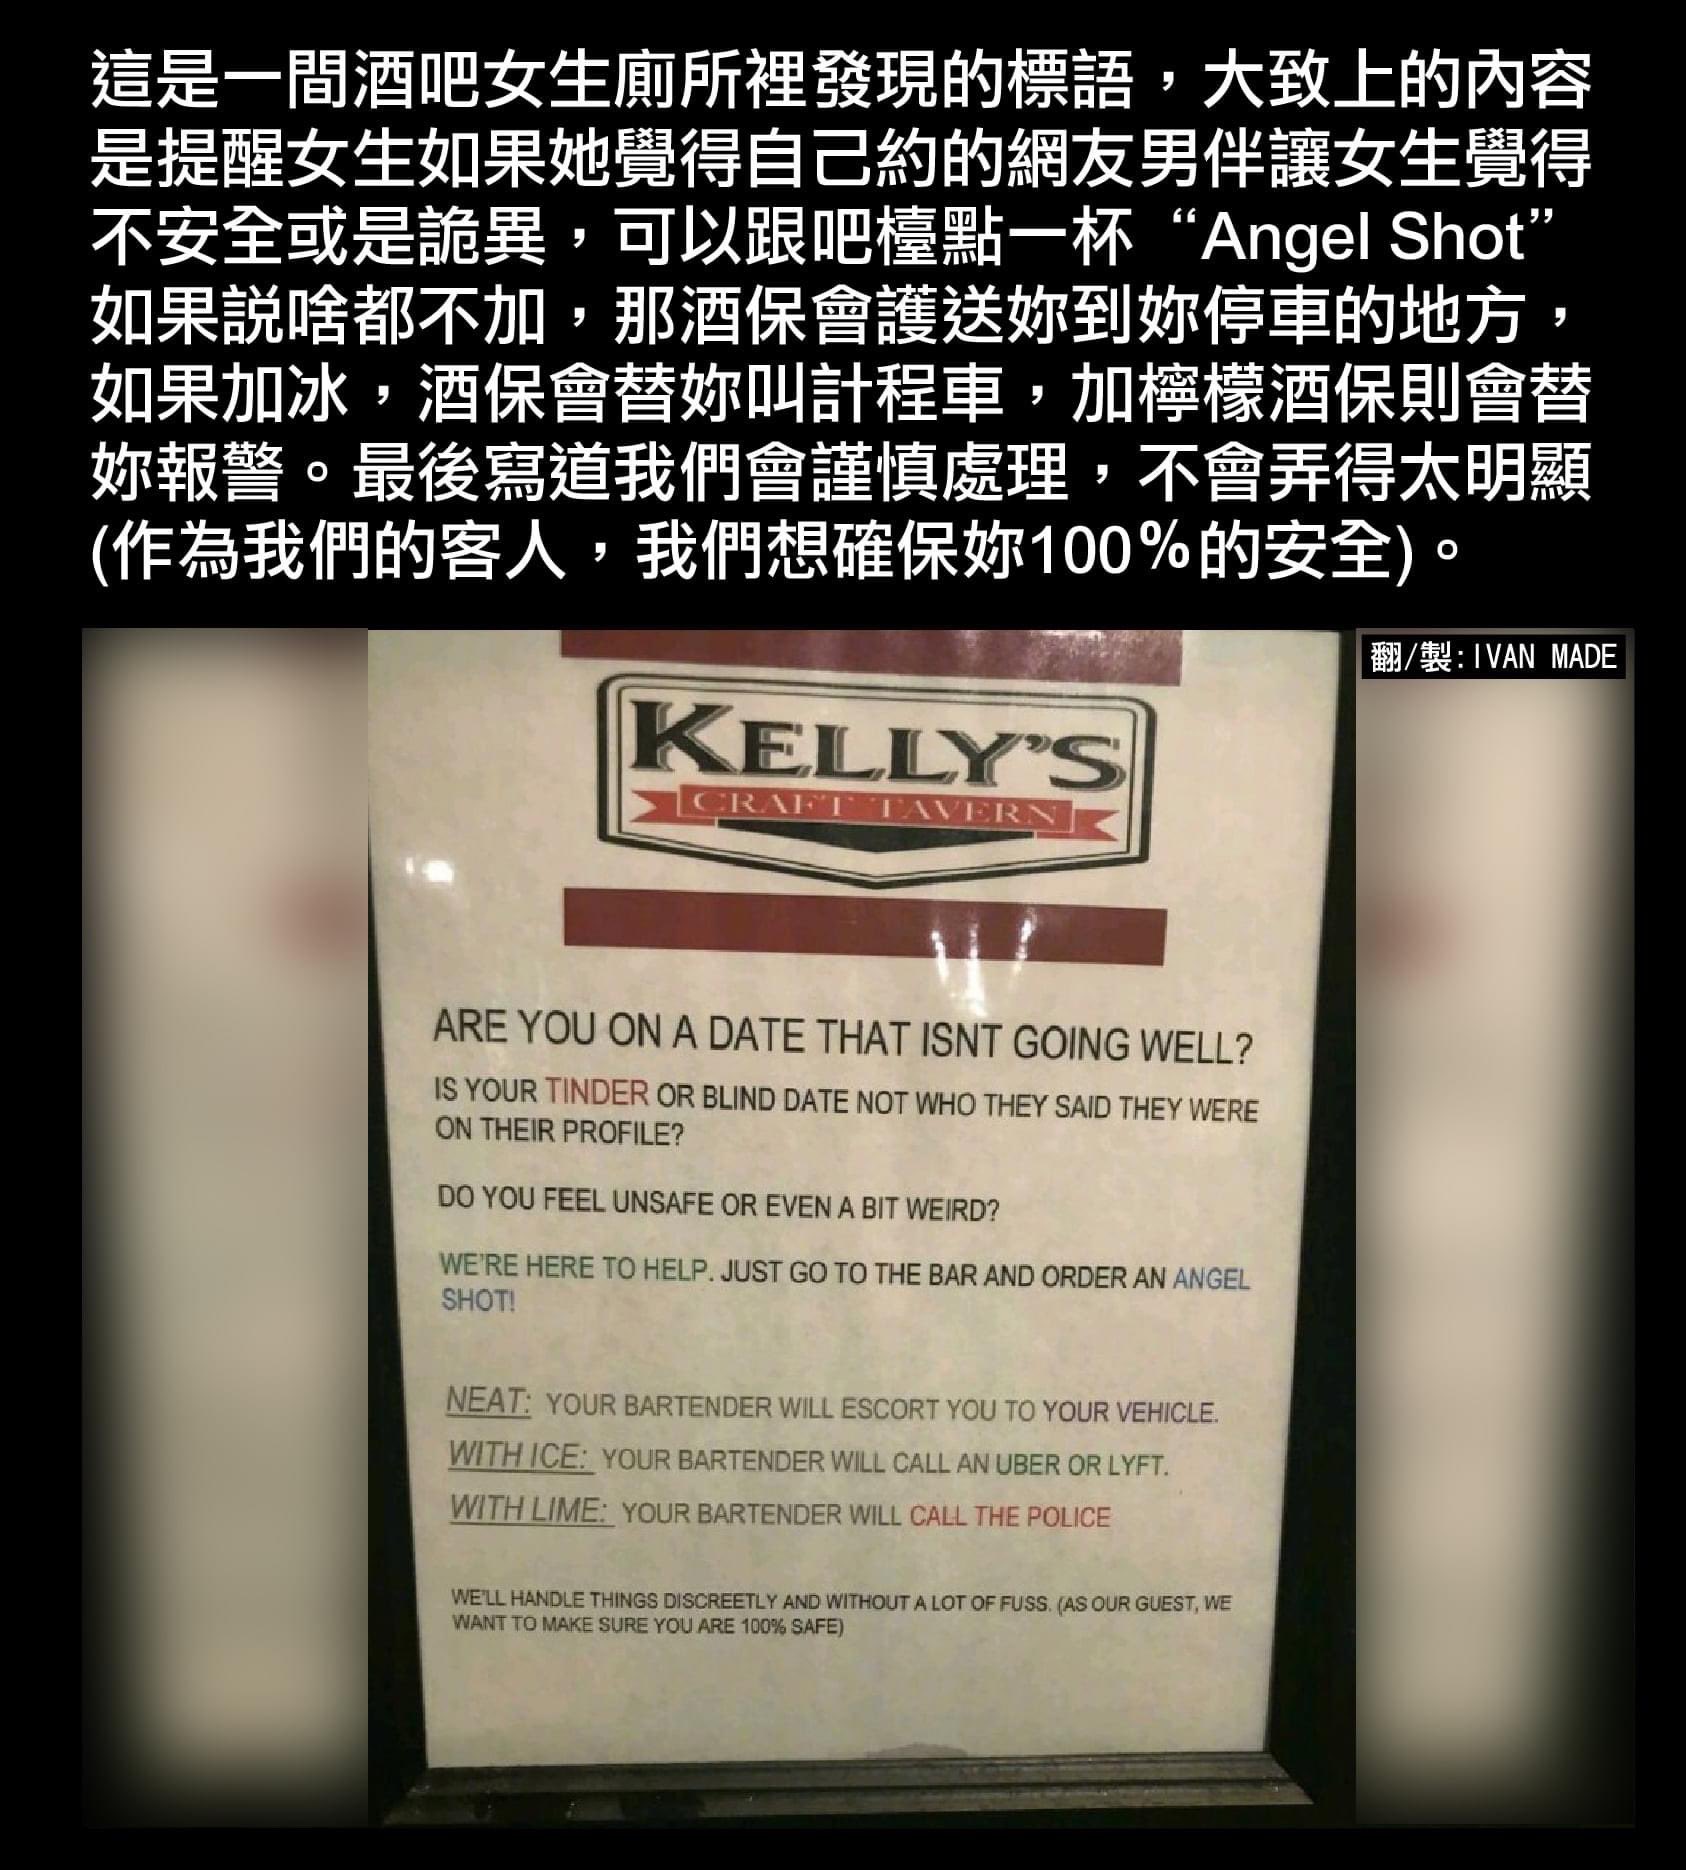 這是一間酒吧女生廁所裡發現的標語，大致上的內容
是提醒女生如果她覺得自己約的網友男伴讓女生覺得
不安全或是詭異，可以跟吧檯點一杯“Angel Shot”
如果説啥都不加，那酒保會護送妳到妳停車的地方，
如果加冰，酒保會替妳叫計程車，加檸檬酒保則會替
妳報警。最後寫道我們會謹慎處理，不會弄得太明顯
(作為我們的客人，我們想確保妳100%的安全)。
翻/製:IVAN MADE
KELLY'S
CRAFT TAVERN
ARE YOU ON A DATE THAT ISNT GOING WELL?
IS YOUR TINDER OR BLIND DATE NOT WHO THEY SAID THEY WERE
ON THEIR PROFILE?
DO YOU FEEL UNSAFE OR EVEN A BIT WEIRD?
WE'RE HERE TO HELP. JUST GO TO THE BAR AND ORDER AN ANGEL
SHOT!
NEAT: YOUR BARTENDER WILL ESCORT YOU TO YOUR VEHICLE.
WITH ICE: YOUR BARTENDER WILL CALL AN UBER OR LYFT.
WITH LIME: YOUR BARTENDER WILL CALL THE POLICE
WE'LL HANDLE THINGS DISCREETLY AND WITHOUT A LOT OF FUSS. (AS OUR GUEST, WE
WANT TO MAKE SURE YOU ARE 100% SAFE)